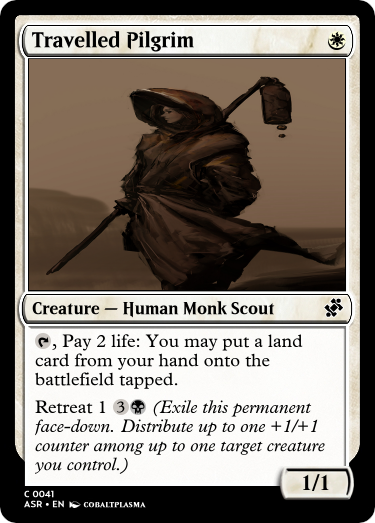 Travelled Pilgrim
Creature — Human Monk Scout
, Pay 2 life: You may put a land
card from your hand onto the
battlefield tapped.
Retreat 1 3 (Exile this permanent
face-down. Distribute up to one +1/+1
counter among up to one target creature
you control.)
1/1
C 0041
ASR • EN COBALTPLASMA